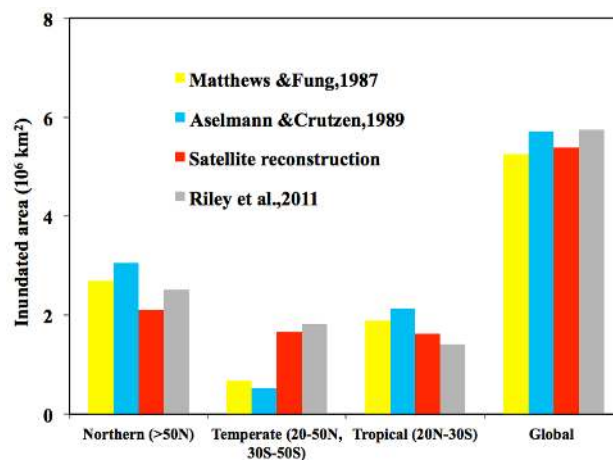 8
Matthews &Fung,1987
Aselmann &Crutzen,1989
6
Satellite reconstruction
Riley et al.,2011
Inundated area (10⁶ km²)
4
2
0
Northern (>50N)
Temperate (20-50N,
30S-50S)
Tropical (20N-30S)
Global